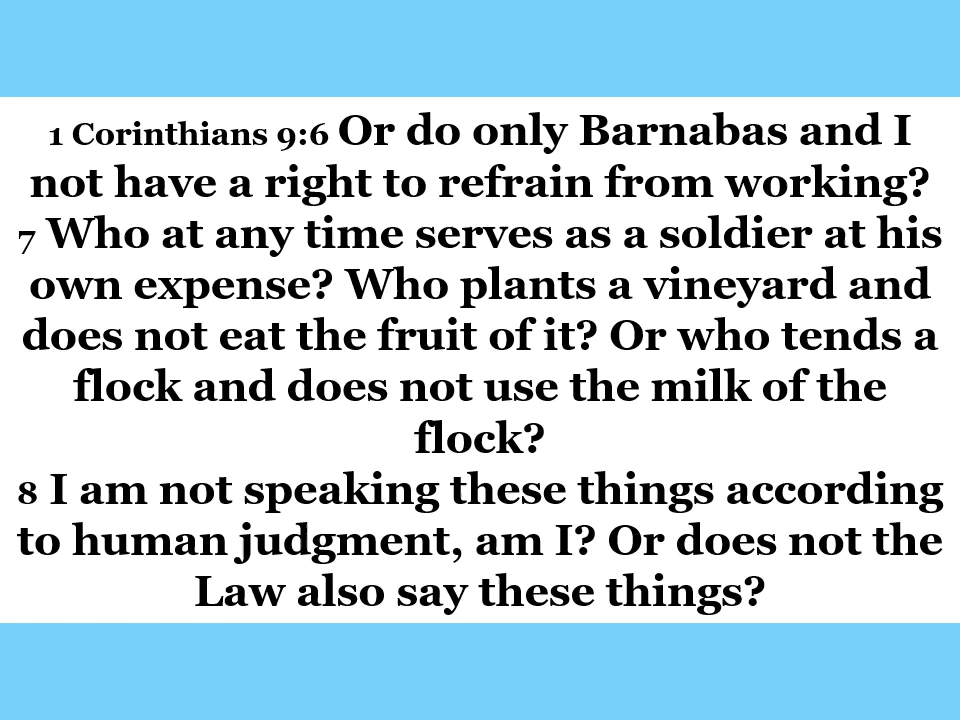 1 Corinthians 9:6 Or do only Barnabas and I
not have a right to refrain from working?
7 Who at any time serves as a soldier at his
own expense? Who plants a vineyard and
does not eat the fruit of it? Or who tends a
flock and does not use the milk of the
flock?
8 I am not speaking these things according
to human judgment, am I? Or does not the
Law also say these things?